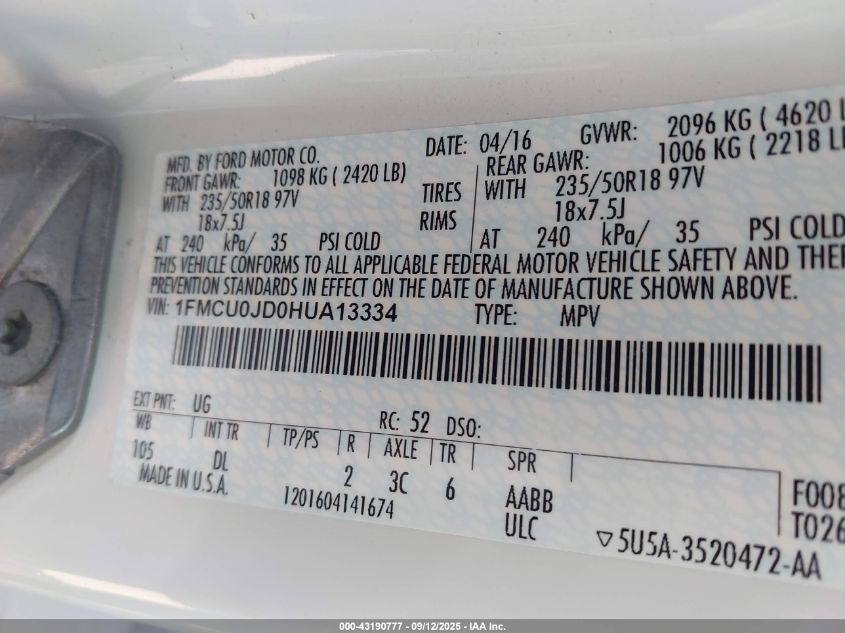 MFD. BY FORD MOTOR CO. DATE: 04/16 GVWR: 2096 KG ( 4620
FRONT GAWR: 1098 KG ( 2420 LB) REAR GAWR: 1006 KG ( 2218
WITH 235/50R18 97V TIRES WITH 235/50R18 97V
18x7.5J RIMS 18x7.5J
AT 240 kPa/ 35 PSI COLD AT 240 kPa/ 35 PSI COLD
THIS VEHICLE CONFORMS TO ALL APPLICABLE FEDERAL MOTOR VEHICLE SAFETY AND THEF
PREVENTION STANDARDS IN EFFECT ON THE DATE OF MANUFACTURE SHOWN ABOVE.
VIN: 1FMCU0JD0HUA13334 TYPE: MPV
EXT PNT: UG RC: 52 DSO:
WB INT TR TP/PS R AXLE TR SPR
105 DL 2 3C 6 AABB F008
MADE IN U.S.A. 1201604141674 ULC T026
▽5U5A-3520472-AA
000-43190777 - 09/12/2025 - IAA Inc.